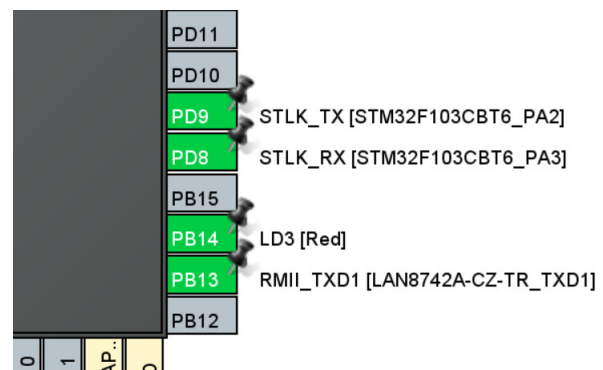 PD11
PD10
PD9 STLK_TX [STM32F103CBT6_PA2]
PD8 STLK_RX [STM32F103CBT6_PA3]
PB15
PB14 LD3 [Red]
PB13 RMII_TXD1 [LAN8742A-CZ-TR_TXD1]
PB12